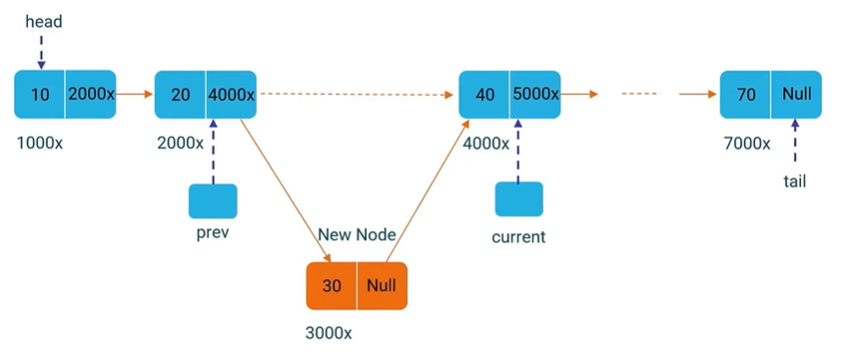 head
10 2000x
20 4000x
40 5000x
70 Null
1000x
2000x
4000x
7000x
tail
prev
New Node
current
30 Null
3000x